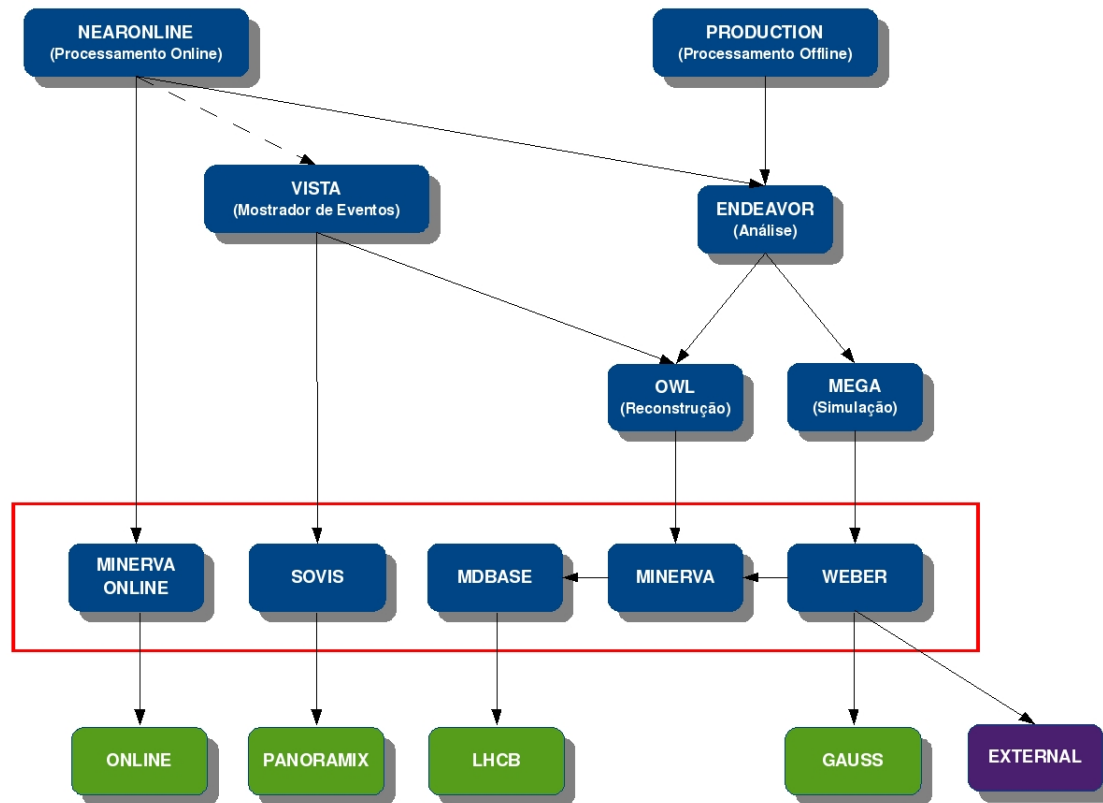 NEARONLINE
(Processamento Online)
PRODUCTION
(Processamento Offline)
VISTA
(Mostrador de Eventos)
ENDEAVOR
(Análise)
OWL
(Reconstrução)
MEGA
(Simulação)
MINERVA
ONLINE
SOVIS
MDBASE
MINERVA
WEBER
ONLINE
PANORAMIX
LHCB
GAUSS
EXTERNAL